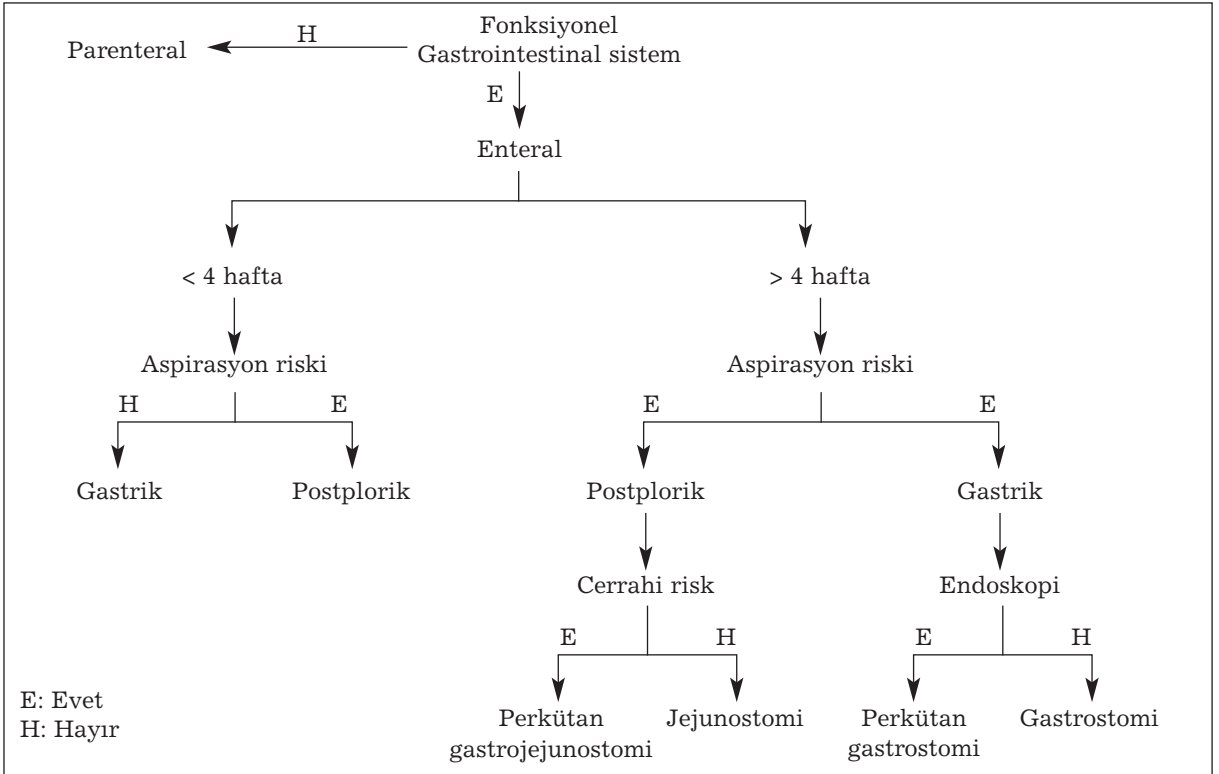 Fonksiyonel
Gastrointestinal sistem
H
Parenteral
E
Enteral
< 4 hafta
> 4 hafta
Aspirasyon riski
Aspirasyon riski
H
E
E
E
Gastrik
Postplorik
Postplorik
Gastrik
Cerrahi risk
Endoskopi
E
H
E
H
Perkütan
gastrojejunostomi
Jejunostomi
Perkütan
gastrostomi
Gastrostomi
E: Evet
H: Hayır